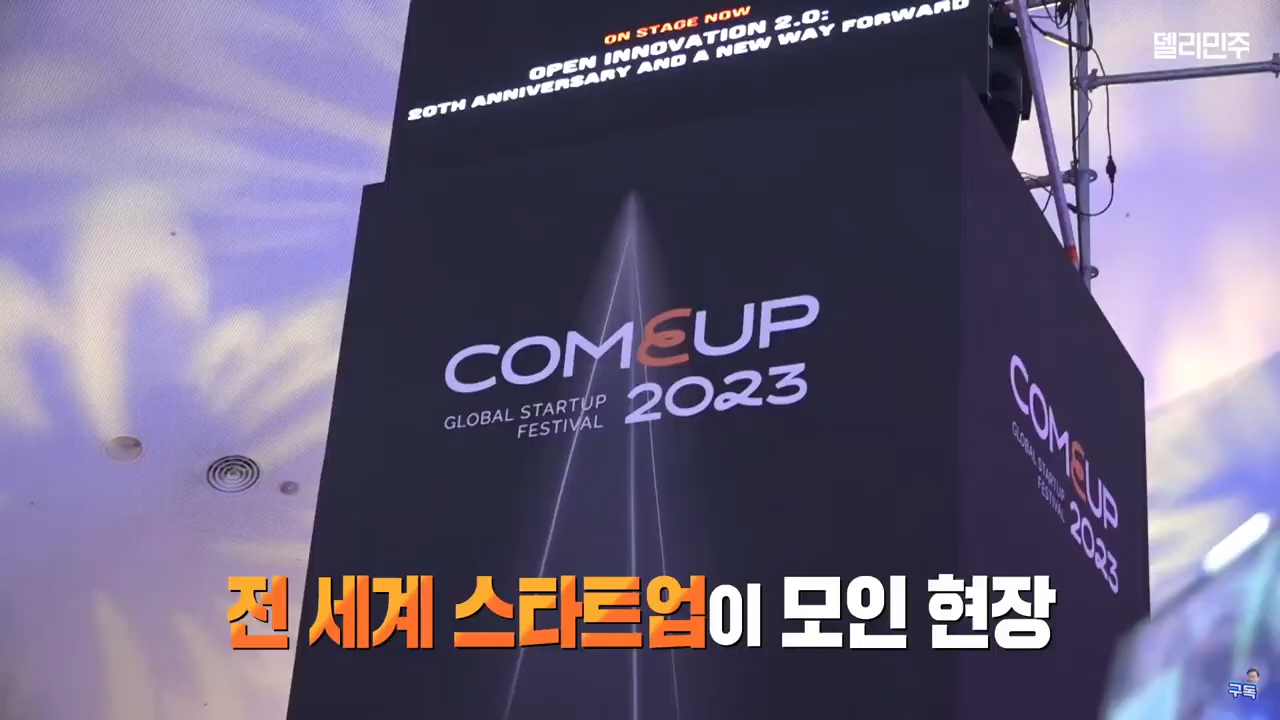 ON STAGE NOW
OPEN INNOVATION 2.0:
20TH ANNIVERSARY AND A NEW WAY FORWARD
델리민주
COMEUP
GLOBAL STARTUP
FESTIVAL
2023
COMEUP
GLOBAL STARTUP
FESTIVAL
2023
전 세계 스타트업이 모인 현장
구독